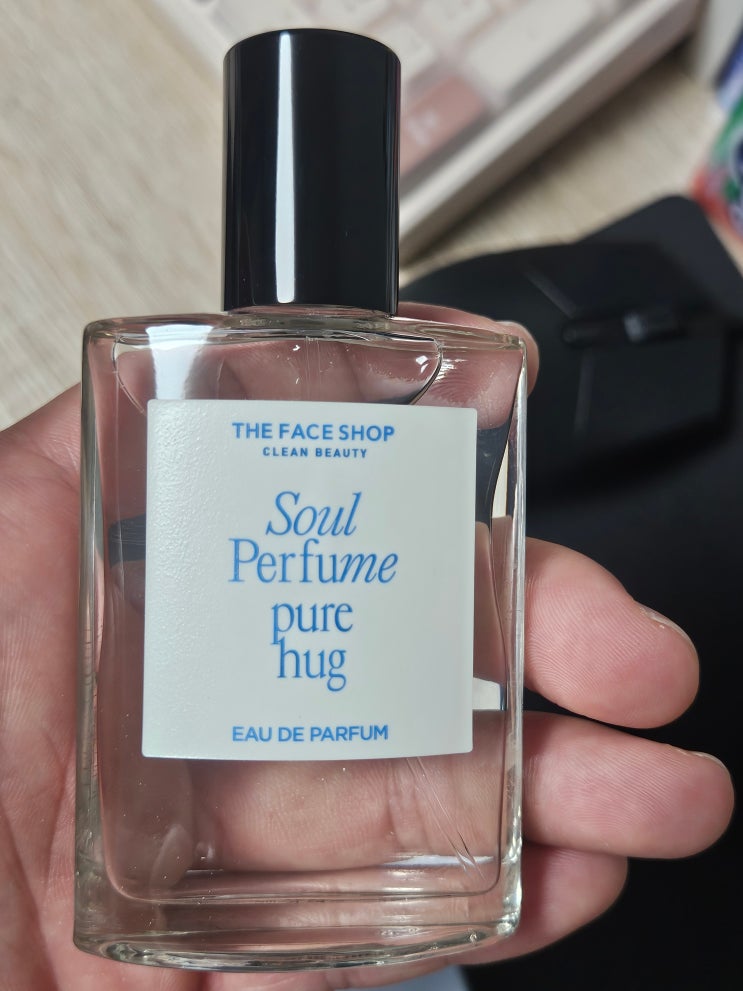 THE FACE SHOP
CLEAN BEAUTY
Soul
Perfume
pure
hug
EAU DE PARFUM